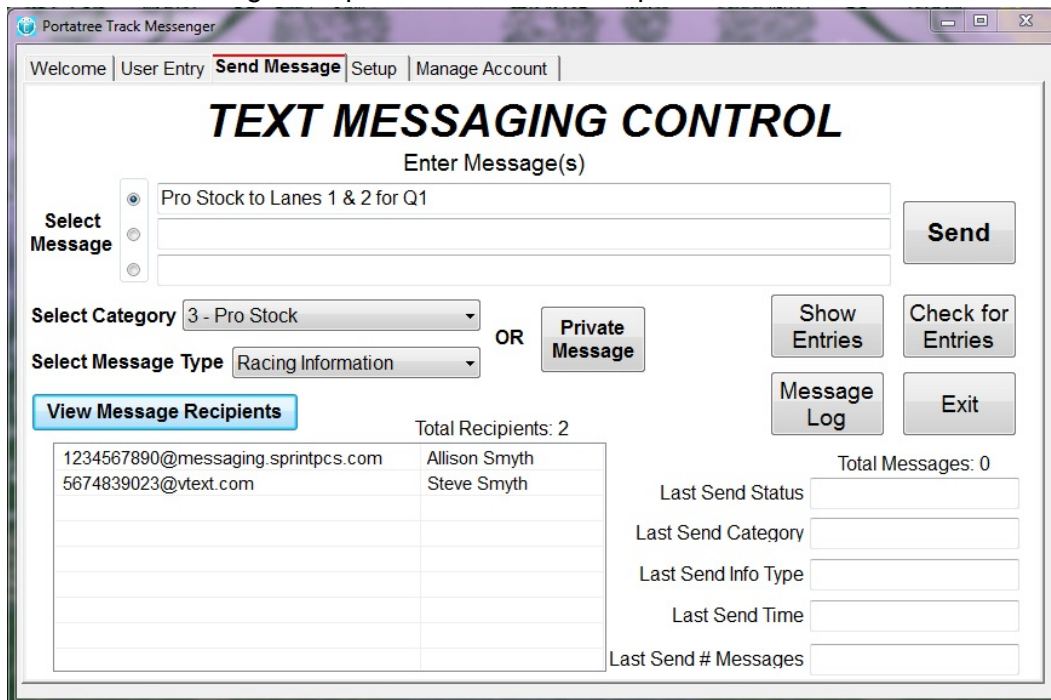 Portatree Track Messenger
Welcome User Entry Send Message Setup Manage Account
TEXT MESSAGING CONTROL
Enter Message(s)
Select Message
Pro Stock to Lanes 1 & 2 for Q1
Send
Select Category 3 - Pro Stock
Select Message Type Racing Information
OR
Private
Message
Show
Entries
Check for
Entries
Message
Log
Exit
View Message Recipients
Total Recipients: 2
1234567890@messaging.sprintpcs.com Allison Smyth
5674839023@vtext.com Steve Smyth
Total Messages: 0
Last Send Status
Last Send Category
Last Send Info Type
Last Send Time
Last Send # Messages